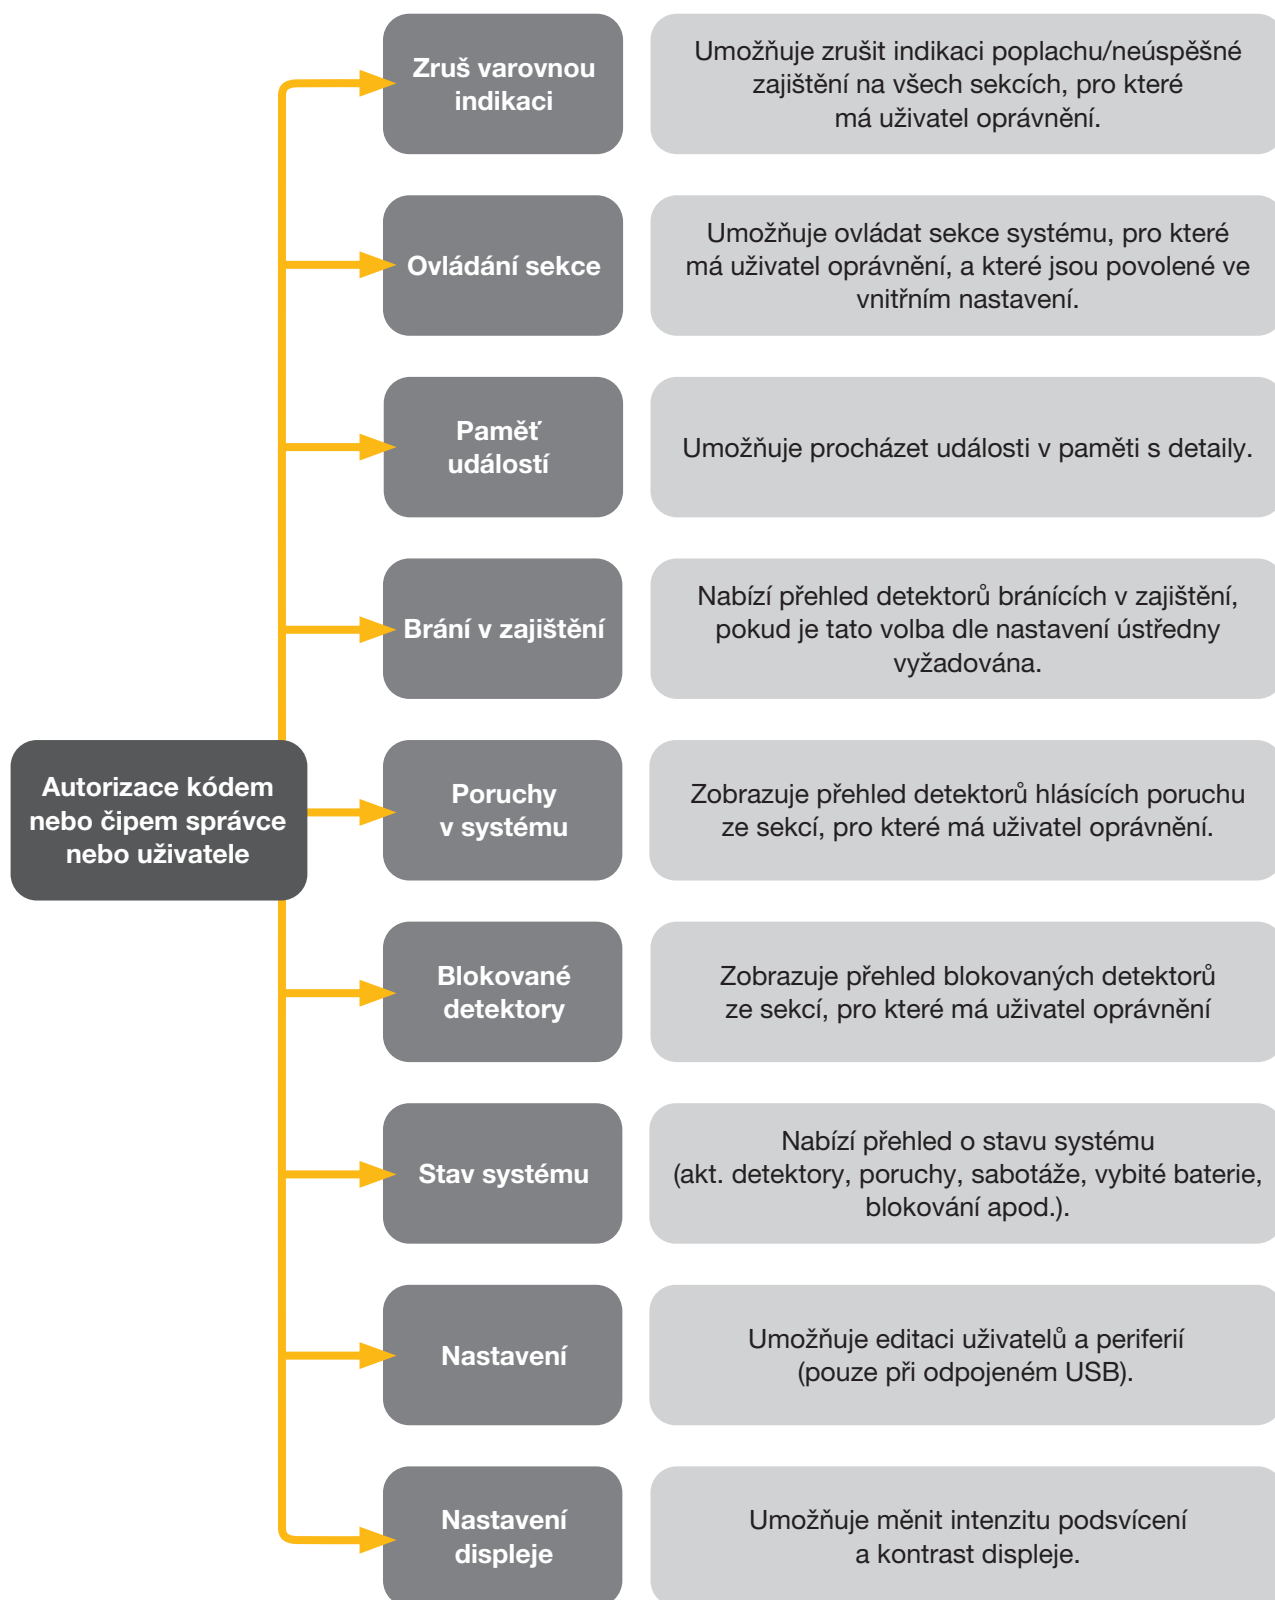 Zruš varovnou
indikaci
Umožňuje zrušit indikaci poplachu/neúspěšné
zajištění na všech sekcích, pro které
má uživatel oprávnění.
Ovládání sekce
Umožňuje ovládat sekce systému, pro které
má uživatel oprávnění, a které jsou povolené ve
vnitřním nastavení.
Paměť
událostí
Umožňuje procházet události v paměti s detaily.
Brání v zajištění
Nabízí přehled detektorů bránících v zajištění,
pokud je tato volba dle nastavení ústředny
vyžadována.
Autorizace kódem
nebo čipem správce
nebo uživatele
Poruchy
v systému
Zobrazuje přehled detektorů hlásících poruchu
ze sekcí, pro které má uživatel oprávnění.
Blokované
detektory
Zobrazuje přehled blokovaných detektorů
ze sekcí, pro které má uživatel oprávnění
Stav systému
Nabízí přehled o stavu systému
(akt. detektory, poruchy, sabotáže, vybité baterie,
blokování apod.).
Nastavení
Umožňuje editaci uživatelů a periferií
(pouze při odpojeném USB).
Nastavení
displeje
Umožňuje měnit intenzitu podsvícení
a kontrast displeje.